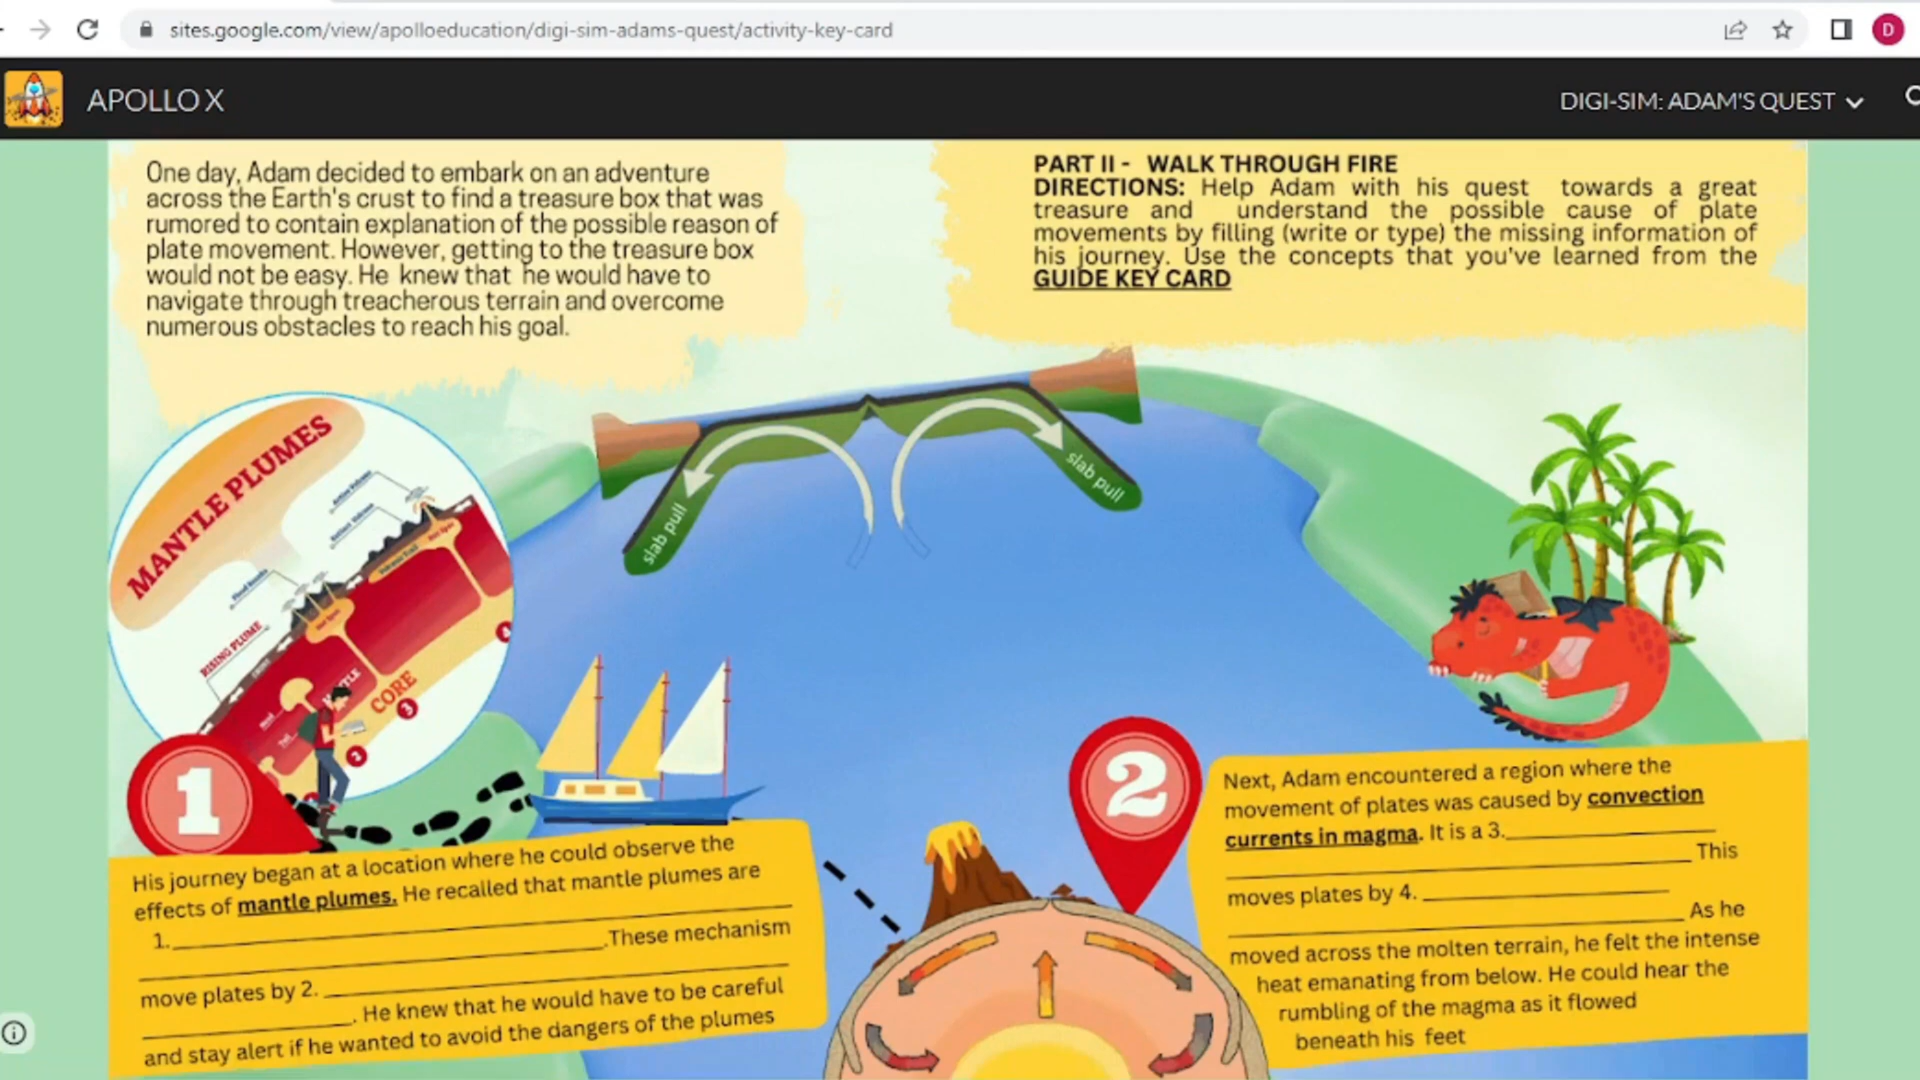 sites.google.com/view/apolloeducation/digi-sim-adams-quest/activity-key-card
D
APOLLO X
DIGI-SIM: ADAM'S QUEST
One day, Adam decided to embark on an adventure
across the Earth's crust to find a treasure box that was
rumored to contain explanation of the possible reason of
plate movement. However, getting to the treasure box
would not be easy. He knew that he would have to
navigate through treacherous terrain and overcome
numerous obstacles to reach his goal.
PART II - WALK THROUGH FIRE
DIRECTIONS: Help Adam with his quest towards a great
treasure and understand the possible cause of plate
movements by filling (write or type) the missing information of
his journey. Use the concepts that you've learned from the
GUIDE KEY CARD
MANTLE PLUMES
RISING PLUME
CORE
3
slab pull
slab pull
1
His journey began at a location where he could observe the
effects of mantle plumes. He recalled that mantle plumes are
1.______________________________
______________________________.These mechanism
move plates by 2. ______________________________
____________________. He knew that he would have to be careful
and stay alert if he wanted to avoid the dangers of the plumes
2
Next, Adam encountered a region where the
movement of plates was caused by convection
currents in magma. It is a 3.____________________
______________________________ This
moves plates by 4. ____________________
______________________________ As he
moved across the molten terrain, he felt the intense
heat emanating from below. He could hear the
rumbling of the magma as it flowed
beneath his feet